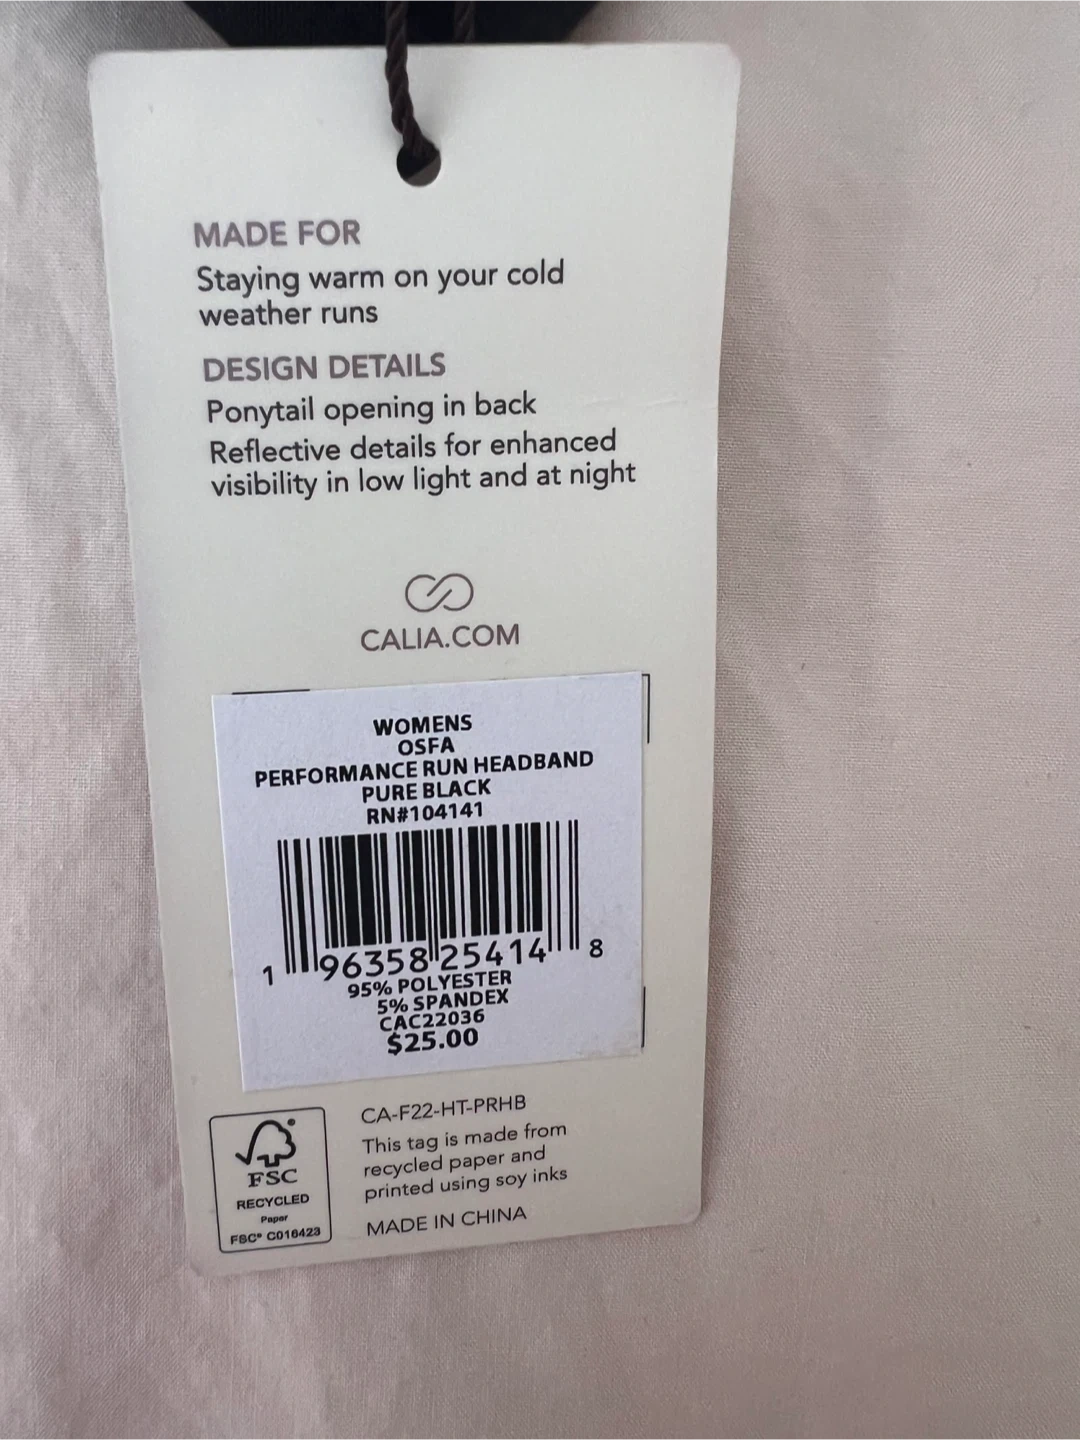 MADE FOR
Staying warm on your cold
weather runs
DESIGN DETAILS
Ponytail opening in back
Reflective details for enhanced
visibility in low light and at night
CALIA.COM
WOMENS
OSFA
PERFORMANCE RUN HEADBAND
PURE BLACK
RN#104141
1 96358 25414 8
95% POLYESTER
5% SPANDEX
CAC22036
$25.00
CA-F22-HT-PRHB
This tag is made from
recycled paper and
printed using soy inks
MADE IN CHINA
FSC
RECYCLED
Paper
FSC® C016423